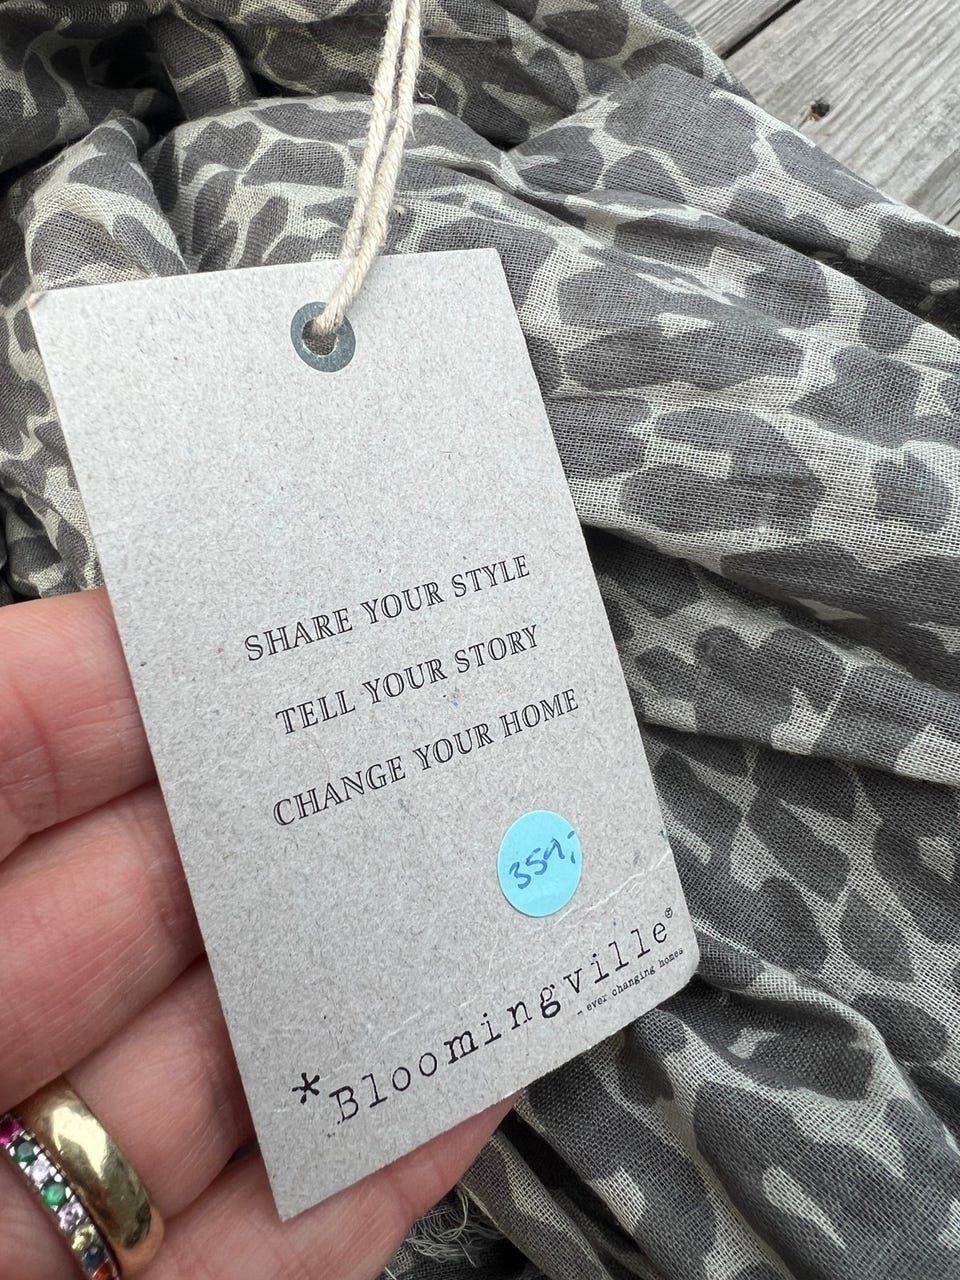 SHARE YOUR STYLE
TELL YOUR STORY
CHANGE YOUR HOME
359,-
*Bloomingville®
- ever changing homes